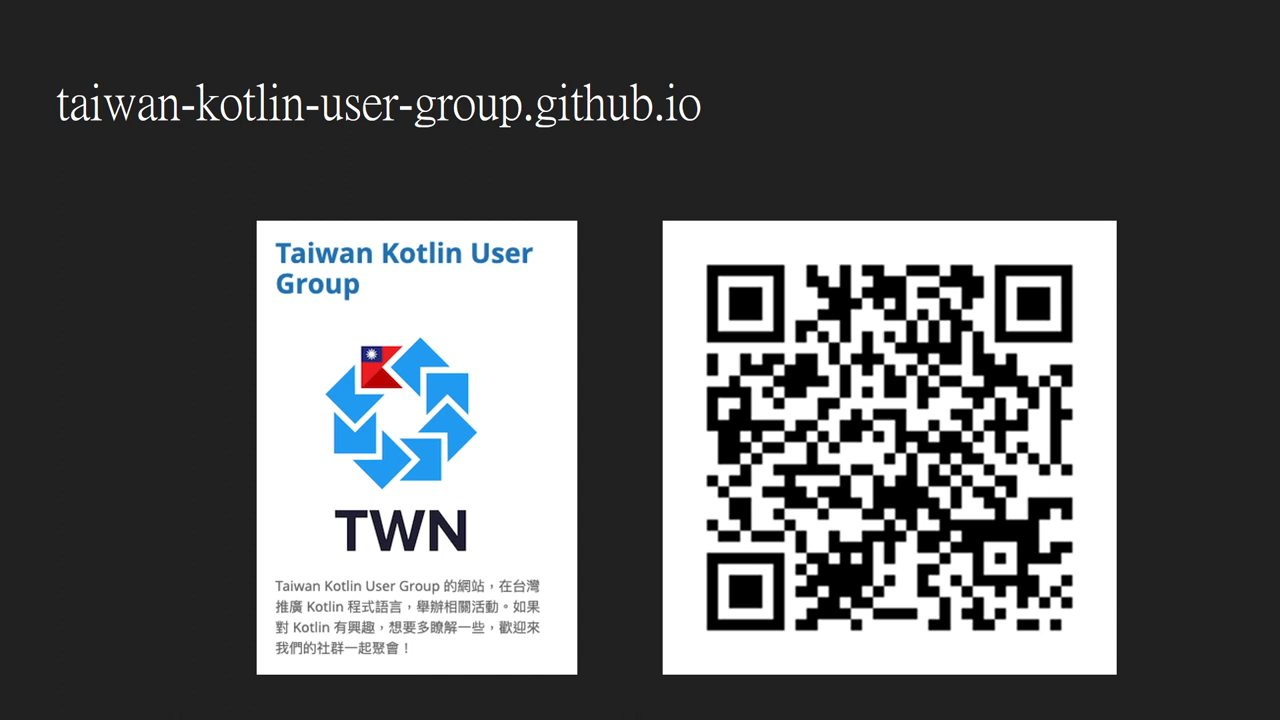 taiwan-kotlin-user-group.github.io
Taiwan Kotlin User
Group
TWN
Taiwan Kotlin User Group 的網站，在台灣
推廣 Kotlin 程式語言，舉辦相關活動。如果
對 Kotlin 有興趣，想要多瞭解一些，歡迎來
我們的社群一起聚會！